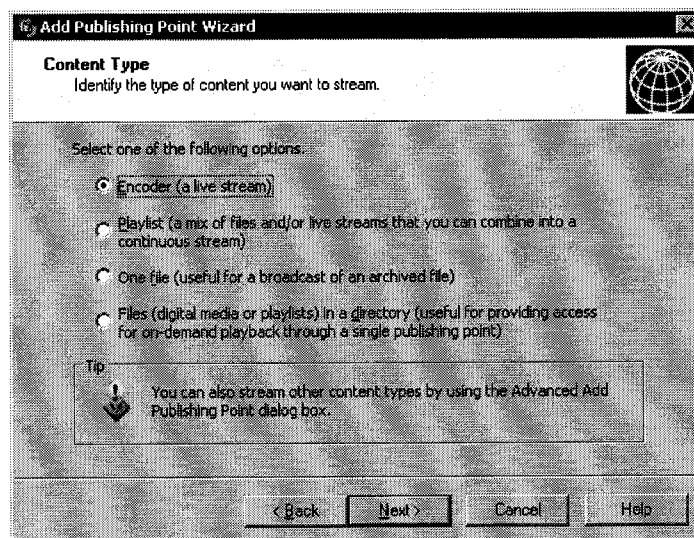 Add Publishing Point Wizard
Content Type
Identify the type of content you want to stream.
Select one of the following options.
Encoder (a live stream)
Playlist (a mix of files and/or live streams that you can combine into a
continuous stream)
One file (useful for a broadcast of an archived file)
Files (digital media or playlists) in a directory (useful for providing access
for on-demand playback through a single publishing point)
Tip
You can also stream other content types by using the Advanced Add
Publishing Point dialog box.
< Back
Next >
Cancel
Help